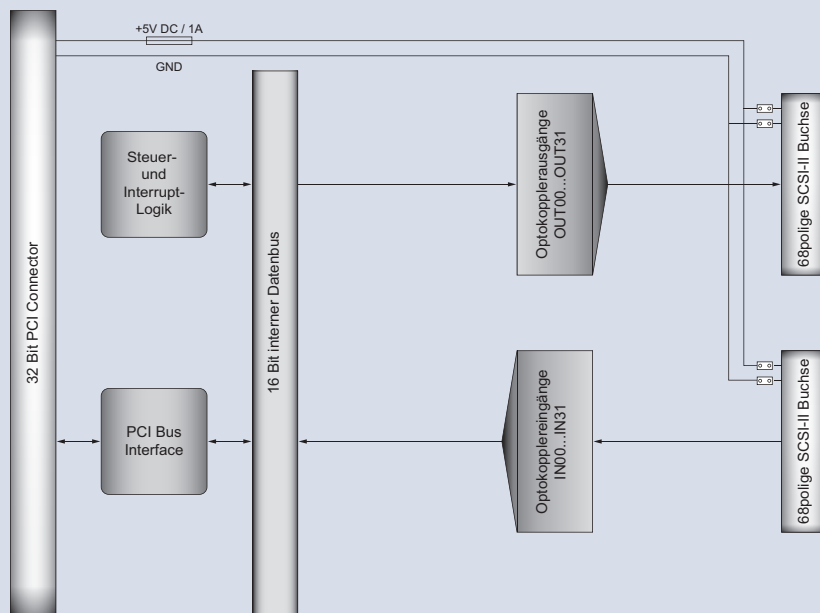 +5V DC / 1A
GND
32 Bit PCI Connector
Steuer-
und
Interrupt-
Logik
PCI Bus
Interface
16 Bit interner Datenbus
Optokopplerausgänge
OUT00...OUT31
Optokopplereingänge
IN00...IN31
68polige SCSI-II Buchse
68polige SCSI-II Buchse